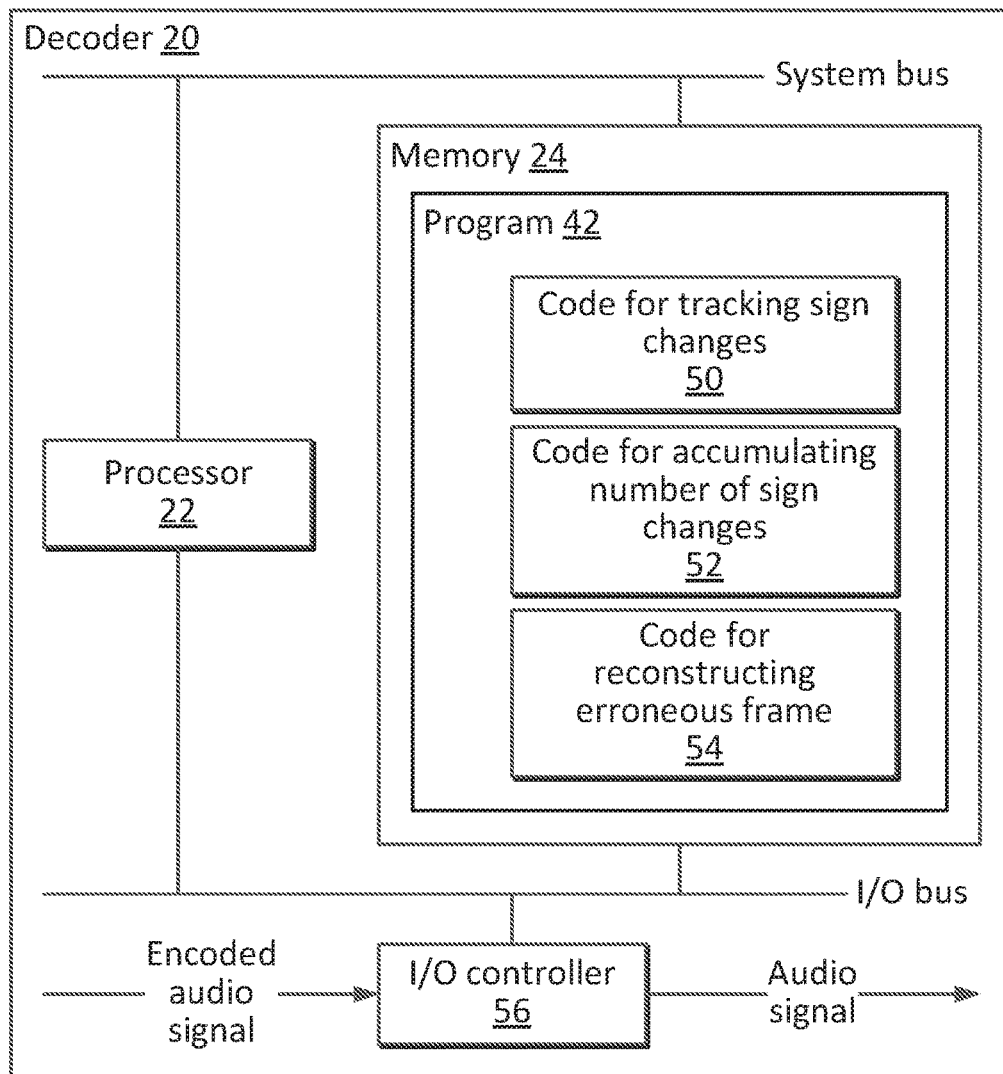 Decoder 20
System bus
Memory 24
Program 42
Code for tracking sign
changes
50
Code for accumulating
number of sign
changes
52
Code for
reconstructing
erroneous frame
54
Processor
22
I/O bus
Encoded
audio
signal
I/O controller
56
Audio
signal